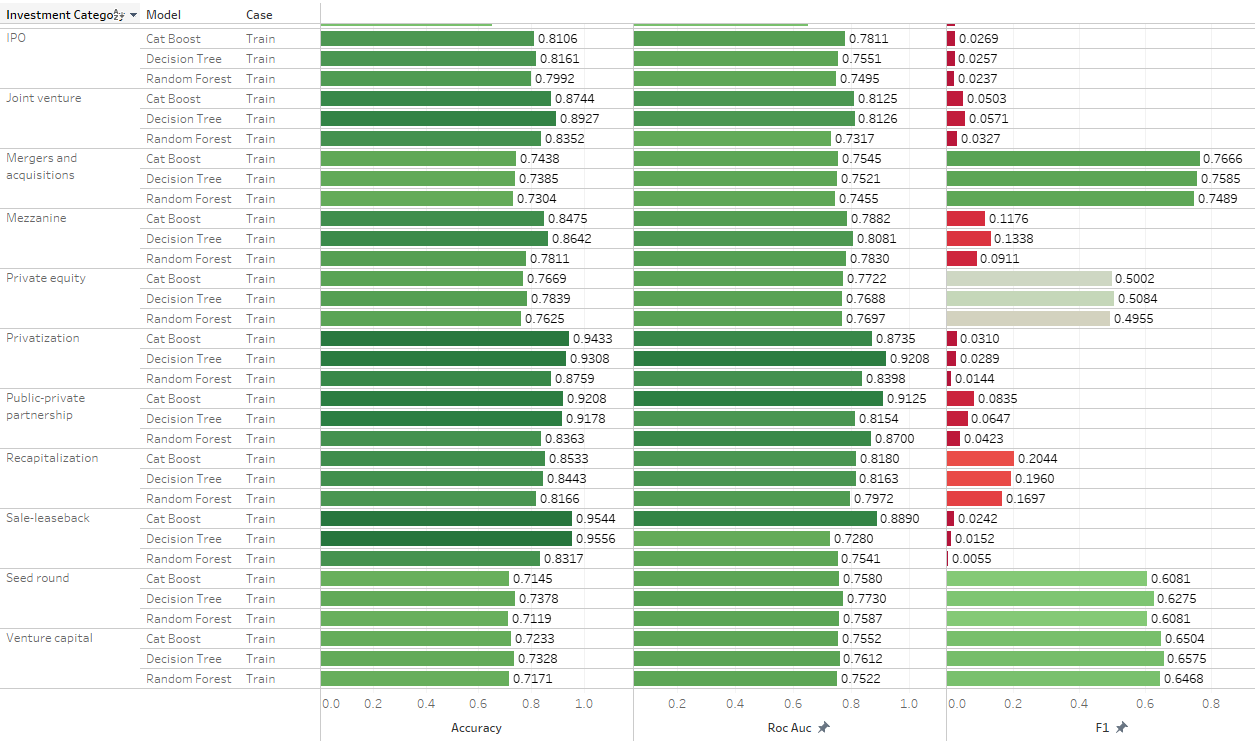 Investment Catego Model Case
IPO Cat Boost Train 0.8106 0.7811 0.0269
Decision Tree Train 0.8161 0.7551 0.0257
Random Forest Train 0.7992 0.7495 0.0237
Joint venture Cat Boost Train 0.8744 0.8125 0.0503
Decision Tree Train 0.8927 0.8126 0.0571
Random Forest Train 0.8352 0.7317 0.0327
Mergers and Cat Boost Train 0.7438 0.7545 0.7666
acquisitions Decision Tree Train 0.7385 0.7521 0.7585
Random Forest Train 0.7304 0.7455 0.7489
Mezzanine Cat Boost Train 0.8475 0.7882 0.1176
Decision Tree Train 0.8642 0.8081 0.1338
Random Forest Train 0.7811 0.7830 0.0911
Private equity Cat Boost Train 0.7669 0.7722 0.5002
Decision Tree Train 0.7839 0.7688 0.5084
Random Forest Train 0.7625 0.7697 0.4955
Privatization Cat Boost Train 0.9433 0.8735 0.0310
Decision Tree Train 0.9308 0.9208 0.0289
Random Forest Train 0.8759 0.8398 0.0144
Public-private Cat Boost Train 0.9208 0.9125 0.0835
partnership Decision Tree Train 0.9178 0.8154 0.0647
Random Forest Train 0.8363 0.8700 0.0423
Recapitalization Cat Boost Train 0.8533 0.8180 0.2044
Decision Tree Train 0.8443 0.8163 0.1960
Random Forest Train 0.8166 0.7972 0.1697
Sale-leaseback Cat Boost Train 0.9544 0.8890 0.0242
Decision Tree Train 0.9556 0.7280 0.0152
Random Forest Train 0.8317 0.7541 0.0055
Seed round Cat Boost Train 0.7145 0.7580 0.6081
Decision Tree Train 0.7378 0.7730 0.6275
Random Forest Train 0.7119 0.7587 0.6081
Venture capital Cat Boost Train 0.7233 0.7552 0.6504
Decision Tree Train 0.7328 0.7612 0.6575
Random Forest Train 0.7171 0.7522 0.6468
0.0 0.2 0.4 0.6 0.8 1.0 0.2 0.4 0.6 0.8 1.0 0.0 0.2 0.4 0.6 0.8
Accuracy Roc Auc F1